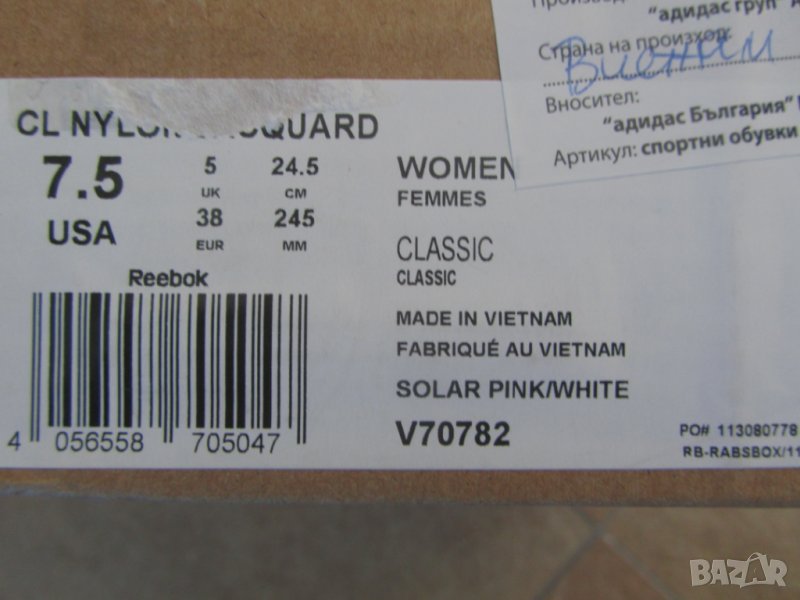 Производ
"адидас груп" А
Страна на произход:
Виетнам
Вносител:
"адидас България"
Артикул: спортни обувки
CL NYLON JACQUARD
7.5
USA
5
UK
38
EUR
24.5
CM
245
MM
Reebok
4 056558 705047
WOMEN
FEMMES
CLASSIC
CLASSIC
MADE IN VIETNAM
FABRIQUÉ AU VIETNAM
SOLAR PINK/WHITE
V70782
PO# 113080778
RB-RABSBOX/11
BAZAR